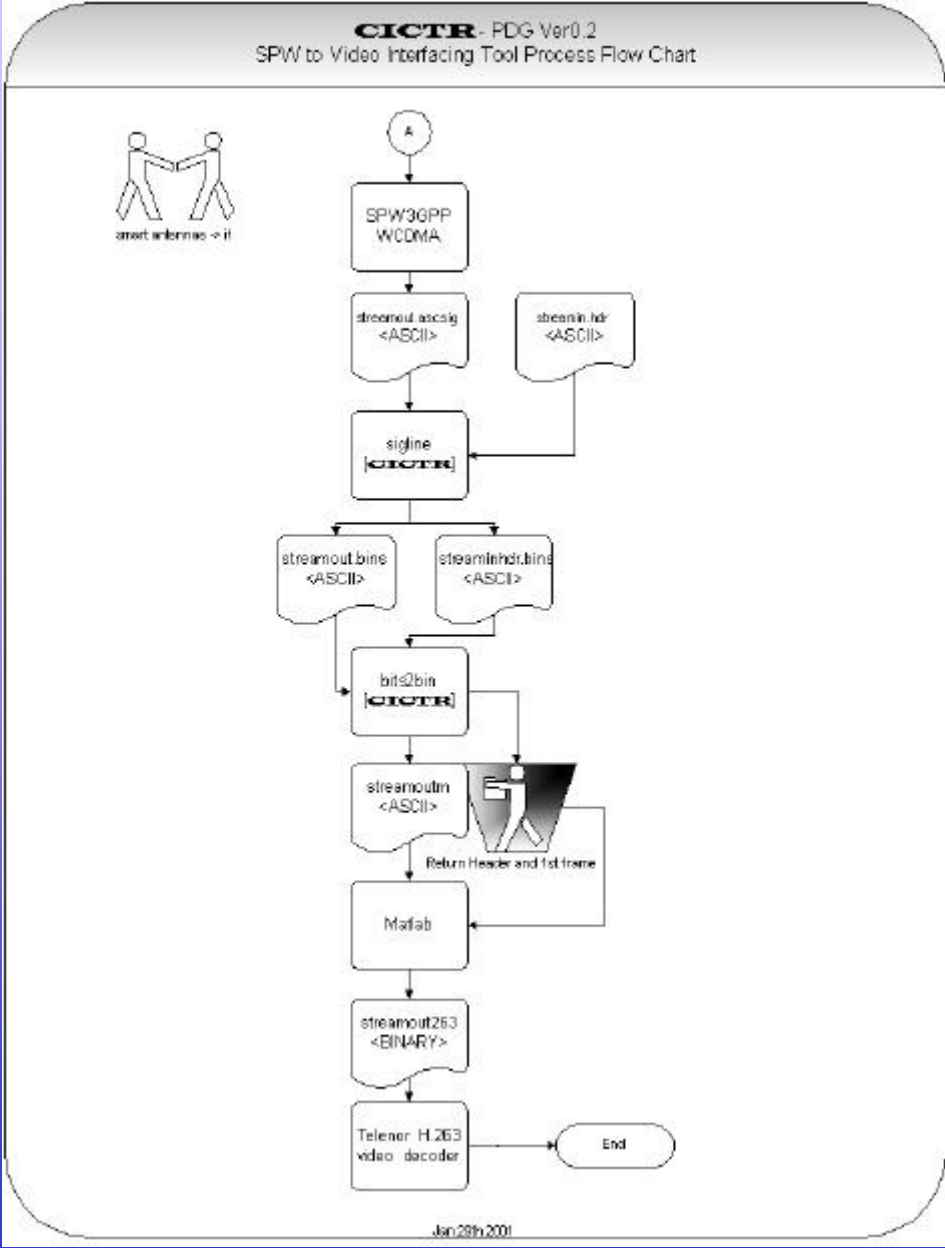 CICTR - PDG Ver0.2
SPW to Video Interfacing Tool Process Flow Chart
A
smart antennas -> it
SPW3GPP
WCDMA
streamout.ascsig
<ASCII>
streamin.hdr
<ASCII>
sigline
[CICTR]
streamout.bins
<ASCII>
streaminhdr.bins
<ASCII>
bits2bin
[CICTR]
streamoutm
<ASCII>
Return Header and 1st frame
Matlab
streamout263
<BINARY>
Telenor H.263
video decoder
End
Jan 29th 2001